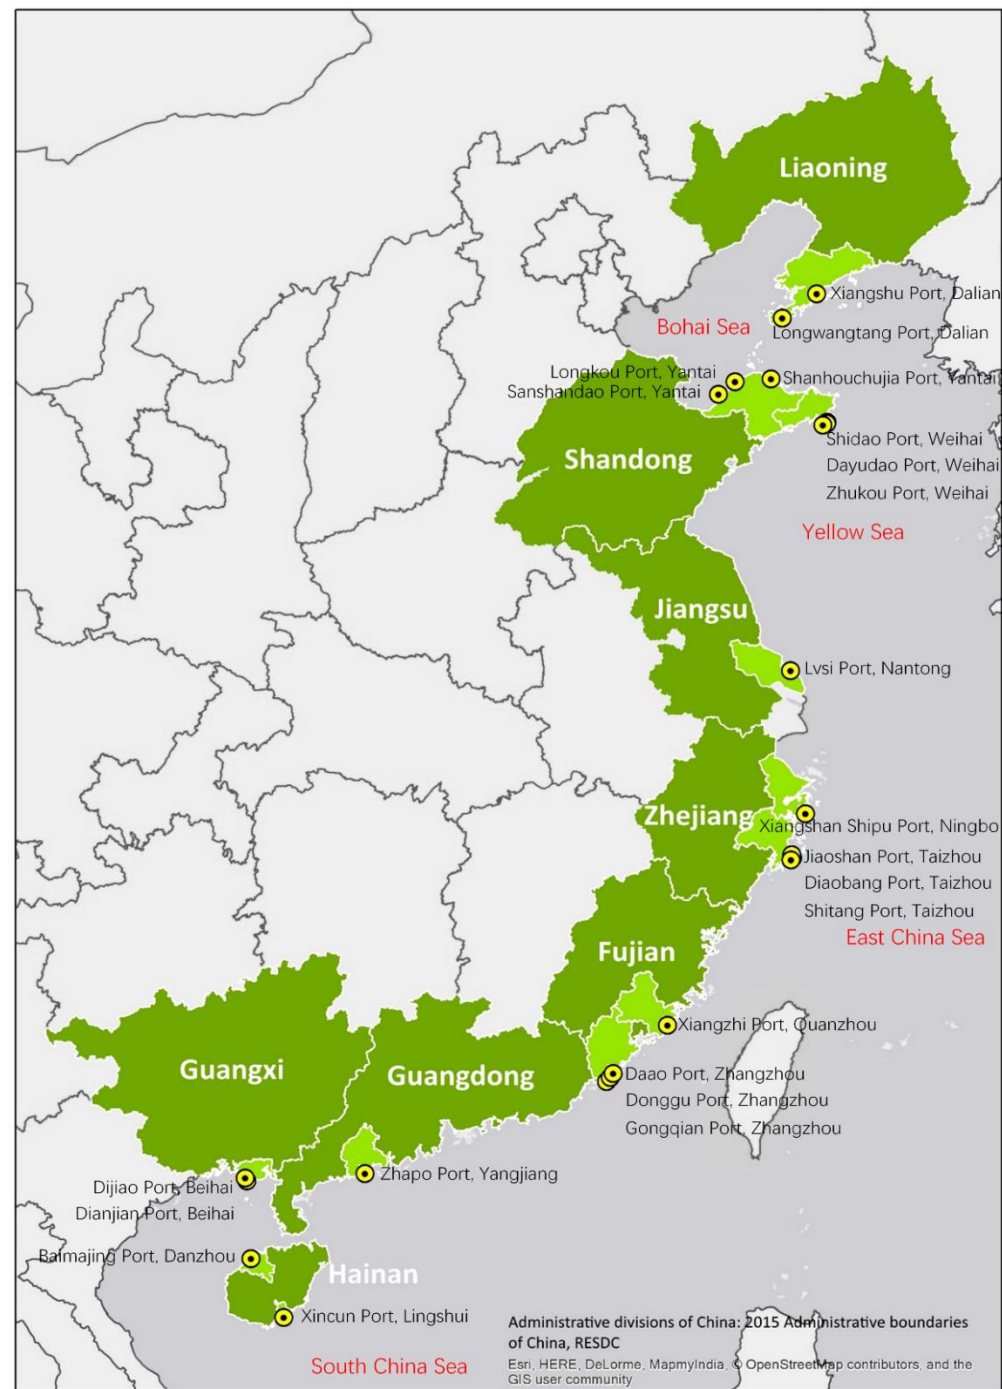 Liaoning
Xiangshu Port, Dalian
Bohai Sea
Longwangtang Port, Dalian
Longkou Port, Yantai
Shanhouchujia Port, Yantai
Sanshandao Port, Yantai
Shidao Port, Weihai
Shandong
Dayudao Port, Weihai
Zhukou Port, Weihai
Yellow Sea
Jiangsu
Lvsi Port, Nantong
Zhejiang
Xiangshan Shipu Port, Ningbo
Jiaoshan Port, Taizhou
Diaobang Port, Taizhou
Shitang Port, Taizhou
East China Sea
Fujian
Xiangzhi Port, Quanzhou
Guangxi
Guangdong
Daao Port, Zhangzhou
Donggu Port, Zhangzhou
Gongqian Port, Zhangzhou
Zhapo Port, Yangjiang
Dijiao Port, Beihai
Dianjian Port, Beihai
Baimajing Port, Danzhou
Hainan
Xincun Port, Lingshui
South China Sea
Administrative divisions of China: 2015 Administrative boundaries
of China, RESDC
Esri, HERE, DeLorme, MapmyIndia, © OpenStreetMap contributors, and the
GIS user community